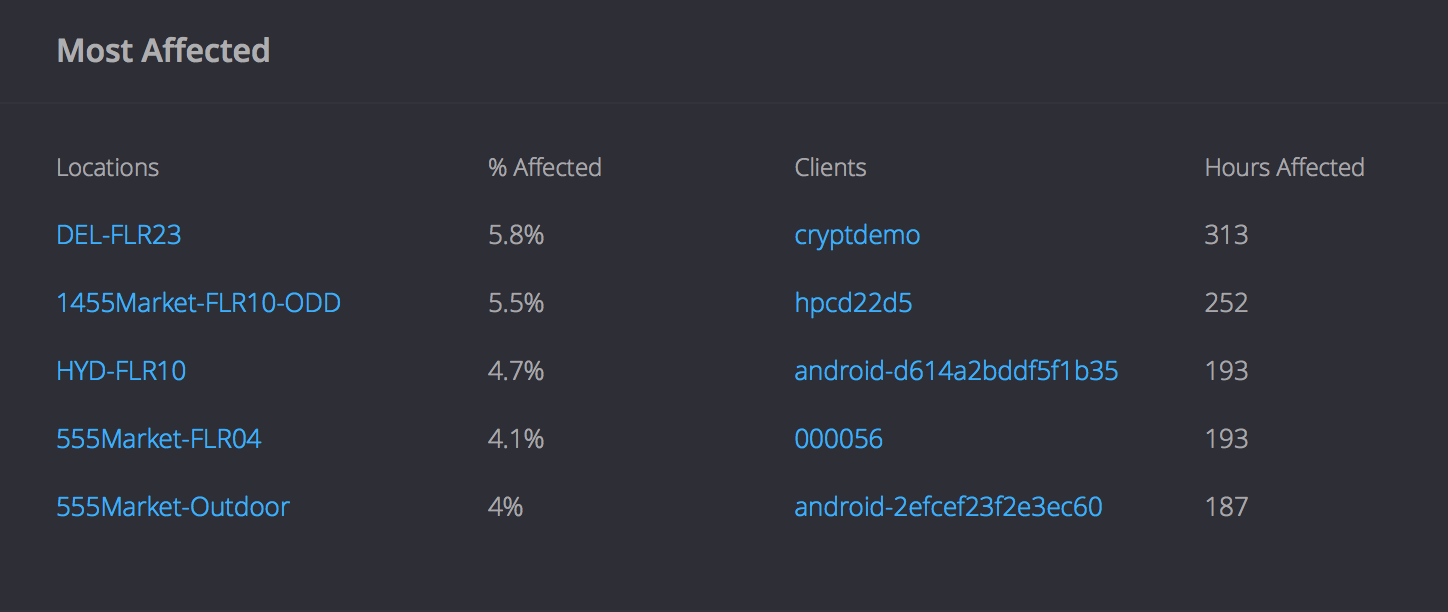 Most Affected
Locations % Affected Clients Hours Affected
DEL-FLR23 5.8% cryptdemo 313
1455Market-FLR10-ODD 5.5% hpcd22d5 252
HYD-FLR10 4.7% android-d614a2bddf5f1b35 193
555Market-FLR04 4.1% 000056 193
555Market-Outdoor 4% android-2efcef23f2e3ec60 187